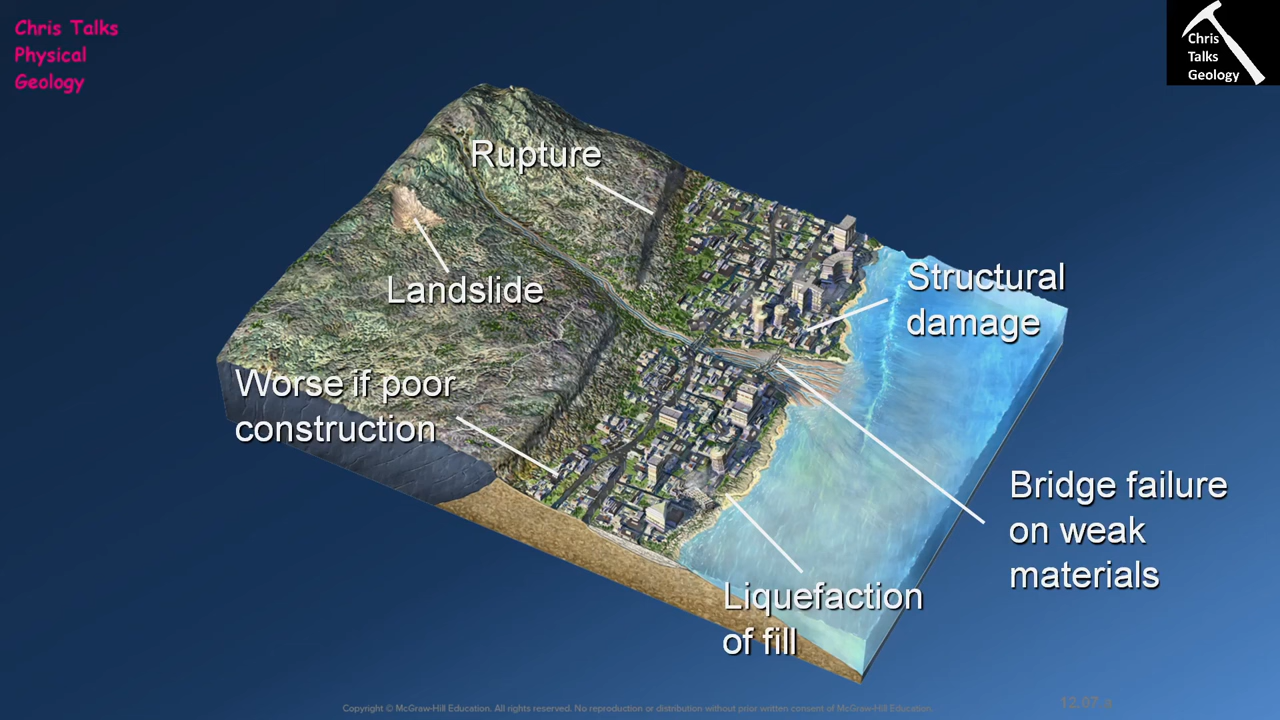 Chris Talks
Physical
Geology
Chris
Talks
Geology
Rupture
Landslide
Structural
damage
Worse if poor
construction
Bridge failure
on weak
materials
Liquefaction
of fill
Copyright © McGraw-Hill Education. All rights reserved. No reproduction or distribution without prior written consent of McGraw-Hill Education.
12.07.a